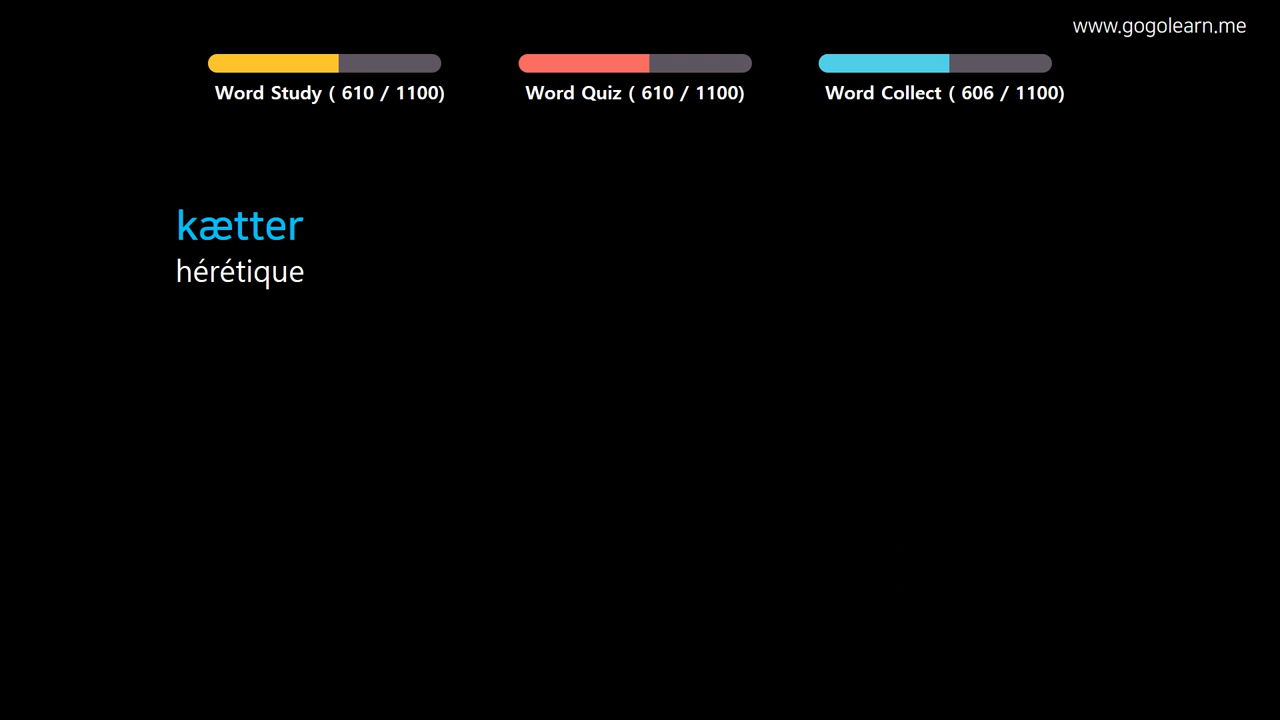 www.gogolearn.me
Word Study ( 610 / 1100)
Word Quiz ( 610 / 1100)
Word Collect ( 606 / 1100)
kætter
hérétique